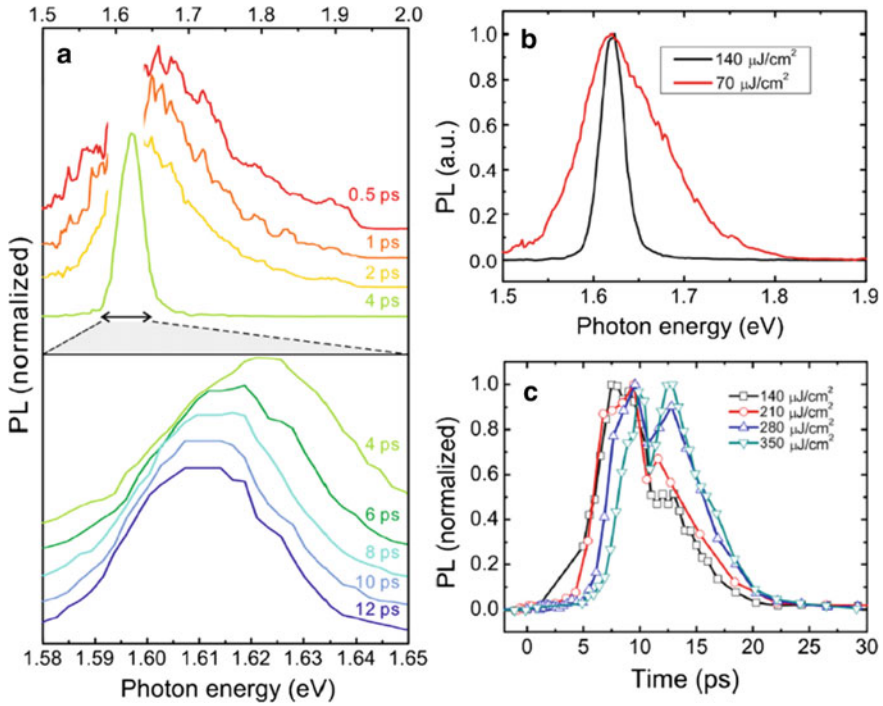 1.5 1.6 1.7 1.8 1.9 2.0
a
0.5 ps
1 ps
2 ps
4 ps
PL (normalized)
4 ps
6 ps
8 ps
10 ps
12 ps
1.58 1.59 1.60 1.61 1.62 1.63 1.64 1.65
Photon energy (eV)
b
140 μJ/cm²
70 μJ/cm²
PL (a.u.)
1.0
0.8
0.6
0.4
0.2
0.0
1.5 1.6 1.7 1.8 1.9
Photon energy (eV)
c
140 μJ/cm²
210 μJ/cm²
280 μJ/cm²
350 μJ/cm²
PL (normalized)
1.0
0.8
0.6
0.4
0.2
0.0
0 5 10 15 20 25 30
Time (ps)